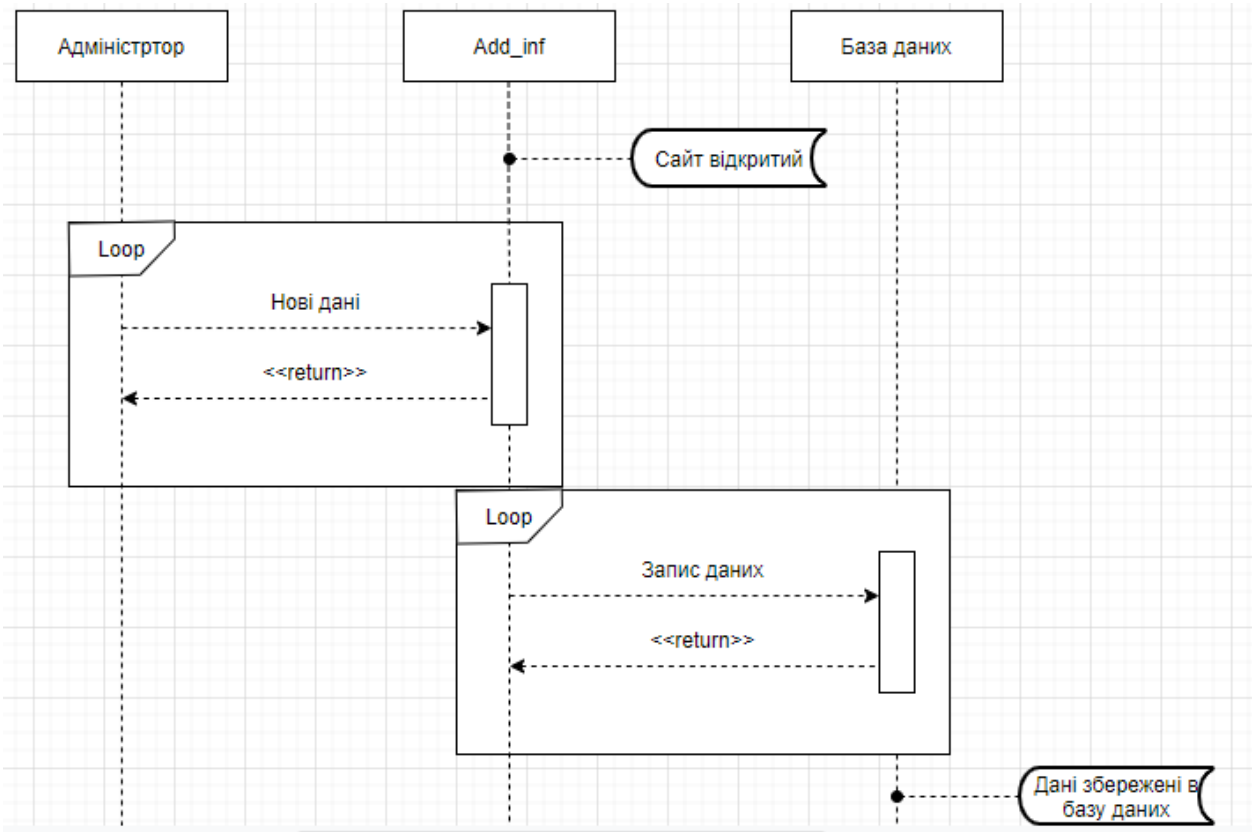 Адміністртор
Add_inf
База даних
Сайт відкритий
Loop
Нові дані
<<return>>
Loop
Запис даних
<<return>>
Дані збережені в
базу даних